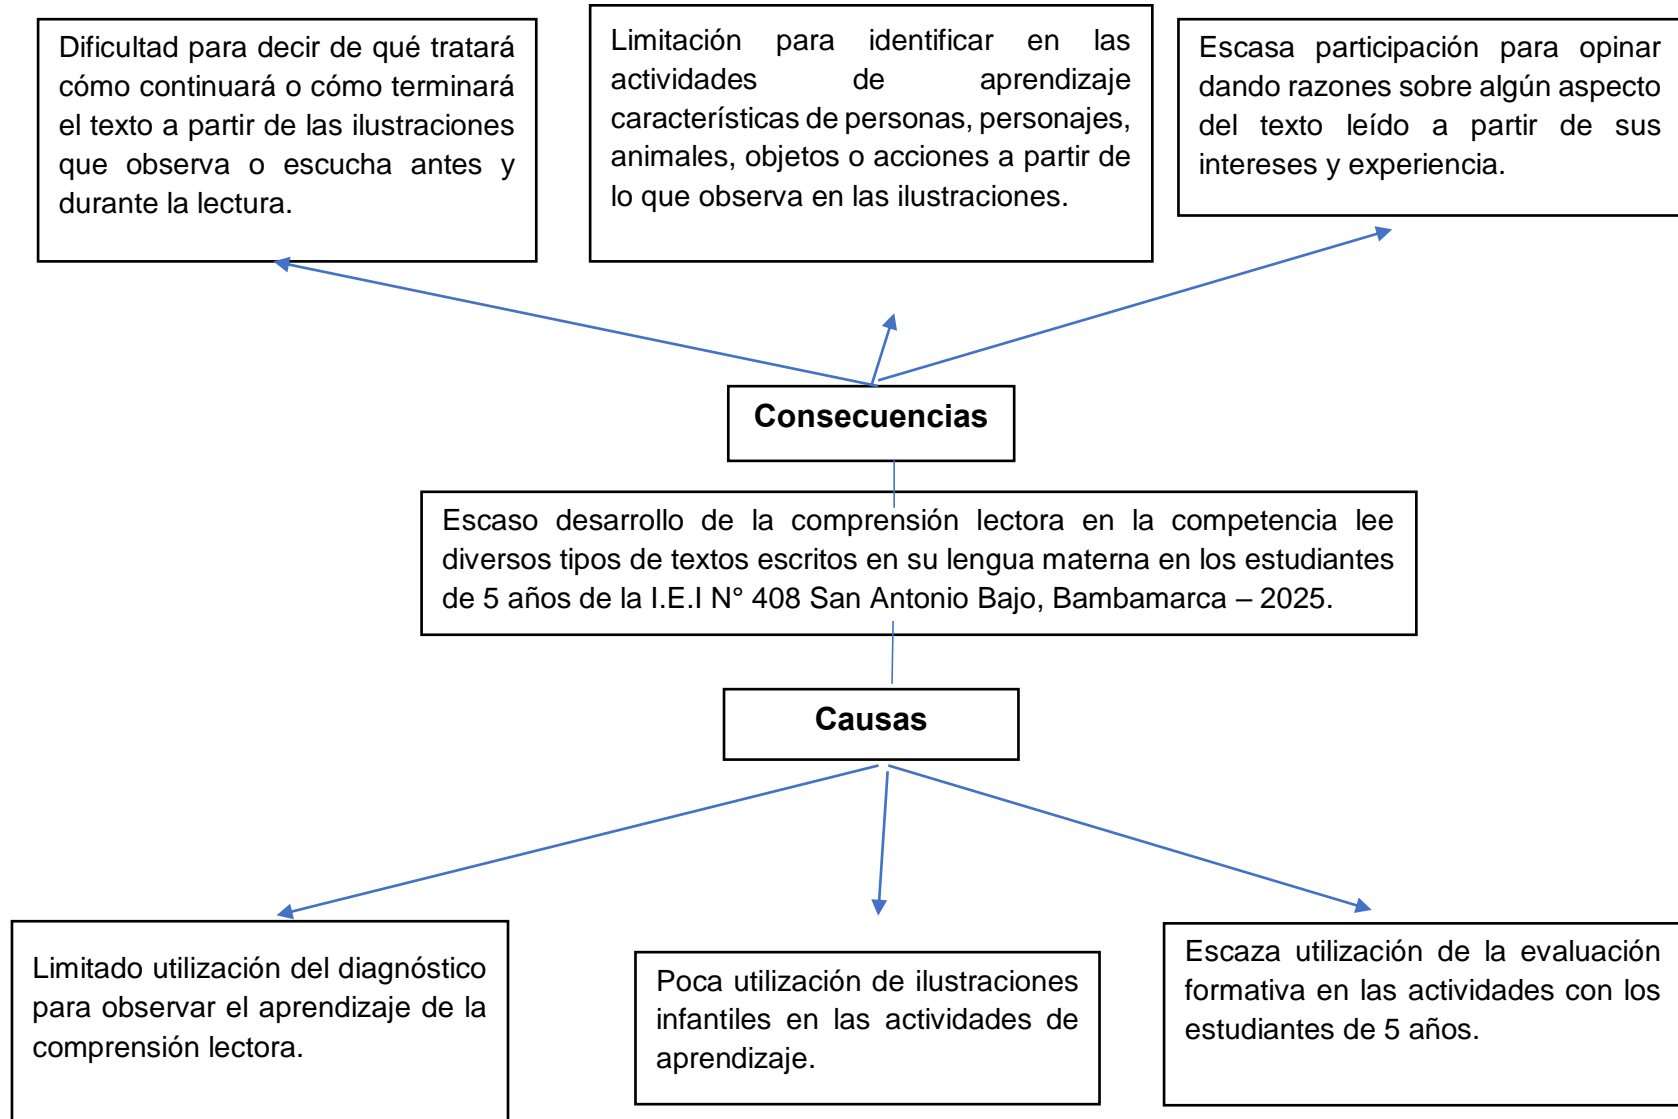 Dificultad para decir de qué tratará
cómo continuará o cómo terminará
el texto a partir de las ilustraciones
que observa o escucha antes y
durante la lectura.
Limitación para identificar en las
actividades de aprendizaje
características de personas, personajes,
animales, objetos o acciones a partir de
lo que observa en las ilustraciones.
Escasa participación para opinar
dando razones sobre algún aspecto
del texto leído a partir de sus
intereses y experiencia.
Consecuencias
Escaso desarrollo de la comprensión lectora en la competencia lee
diversos tipos de textos escritos en su lengua materna en los estudiantes
de 5 años de la I.E.I N° 408 San Antonio Bajo, Bambamarca – 2025.
Causas
Limitado utilización del diagnóstico
para observar el aprendizaje de la
comprensión lectora.
Poca utilización de ilustraciones
infantiles en las actividades de
aprendizaje.
Escaza utilización de la evaluación
formativa en las actividades con los
estudiantes de 5 años.